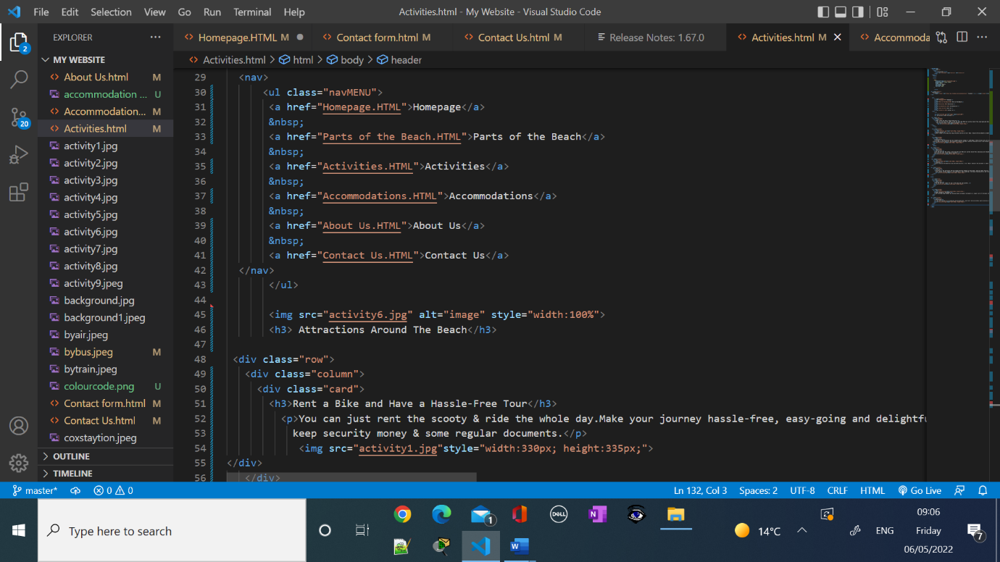 File Edit Selection View Go Run Terminal Help
Activities.html - My Website - Visual Studio Code
EXPLORER
Homepage.HTML M
Contact form.html M
Contact Us.html M
Release Notes: 1.67.0
Activities.html M
Accommoda
MY WEBSITE
About Us.html M
accommodation ... U
Accommodation... M
Activities.html M
activity1.jpg
activity2.jpg
activity3.jpg
activity4.jpg
activity5.jpg
activity6.jpg
activity7.jpg
activity8.jpg
activity9.jpeg
background.jpg
background1.jpeg
byair.jpeg
bybus.jpeg M
bytrain.jpeg
colourcode.png U
Contact form.html M
Contact Us.html M
coxstaytion.jpeg
OUTLINE
TIMELINE
2
20
Activities.html > html > body > header
29 <nav>
30 <ul class="navMENU">
31 <a href="Homepage.HTML">Homepage</a>
32 &nbsp;
33 <a href="Parts of the Beach.HTML">Parts of the Beach</a>
34 &nbsp;
35 <a href="Activities.HTML">Activities</a>
36 &nbsp;
37 <a href="Accommodations.HTML">Accommodations</a>
38 &nbsp;
39 <a href="About Us.HTML">About Us</a>
40 &nbsp;
41 <a href="Contact Us.HTML">Contact Us</a>
42 </nav>
43 </ul>
44
45 <img src="activity6.jpg" alt="image" style="width:100%">
46 <h3> Attractions Around The Beach</h3>
47
48 <div class="row">
49 <div class="column">
50 <div class="card">
51 <h3>Rent a Bike and Have a Hassle-Free Tour</h3>
52 <p>You can just rent the scooty & ride the whole day.Make your journey hassle-free, easy-going and delightfu
53 keep security money & some regular documents.</p>
54 <img src="activity1.jpg"style="width:330px; height:335px;">
55 </div>
56 </div>
master* 0 0
Ln 132, Col 3 Spaces: 2 UTF-8 CRLF HTML Go Live
Type here to search
1
DELL
N
W
14°C
ENG
09:06
Friday
06/05/2022
7